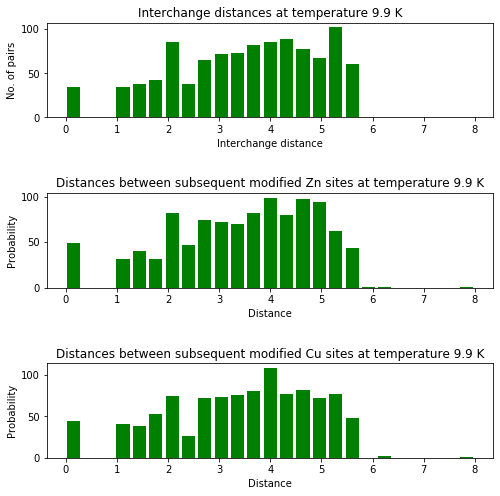 Interchange distances at temperature 9.9 K
No. of pairs
100
50
0
0 1 2 3 4 5 6 7 8
Interchange distance
Distances between subsequent modified Zn sites at temperature 9.9 K
Probability
100
50
0
0 1 2 3 4 5 6 7 8
Distance
Distances between subsequent modified Cu sites at temperature 9.9 K
Probability
100
50
0
0 1 2 3 4 5 6 7 8
Distance